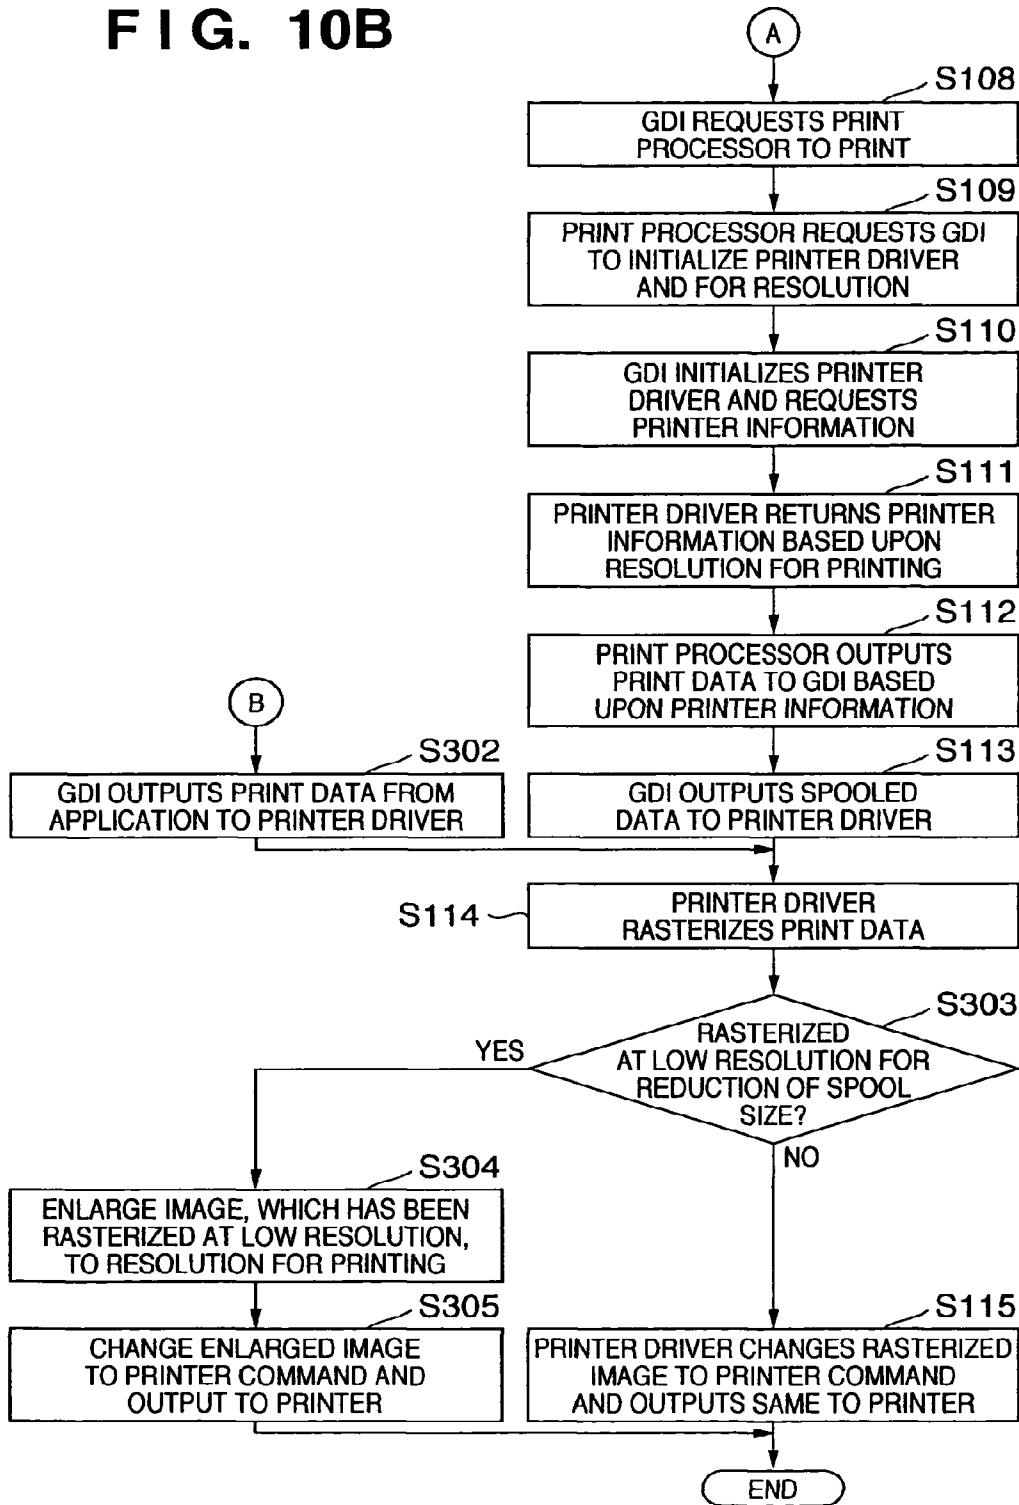 FIG. 10B
A
S108
GDI REQUESTS PRINT
PROCESSOR TO PRINT
S109
PRINT PROCESSOR REQUESTS GDI
TO INITIALIZE PRINTER DRIVER
AND FOR RESOLUTION
S110
GDI INITIALIZES PRINTER
DRIVER AND REQUESTS
PRINTER INFORMATION
S111
PRINTER DRIVER RETURNS PRINTER
INFORMATION BASED UPON
RESOLUTION FOR PRINTING
S112
PRINT PROCESSOR OUTPUTS
PRINT DATA TO GDI BASED
UPON PRINTER INFORMATION
B
S302
GDI OUTPUTS PRINT DATA FROM
APPLICATION TO PRINTER DRIVER
S113
GDI OUTPUTS SPOOLED
DATA TO PRINTER DRIVER
S114
PRINTER DRIVER
RASTERIZES PRINT DATA
S303
RASTERIZED
AT LOW RESOLUTION FOR
REDUCTION OF SPOOL
SIZE?
YES
NO
S304
ENLARGE IMAGE, WHICH HAS BEEN
RASTERIZED AT LOW RESOLUTION,
TO RESOLUTION FOR PRINTING
S305
CHANGE ENLARGED IMAGE
TO PRINTER COMMAND AND
OUTPUT TO PRINTER
S115
PRINTER DRIVER CHANGES RASTERIZED
IMAGE TO PRINTER COMMAND
AND OUTPUTS SAME TO PRINTER
END